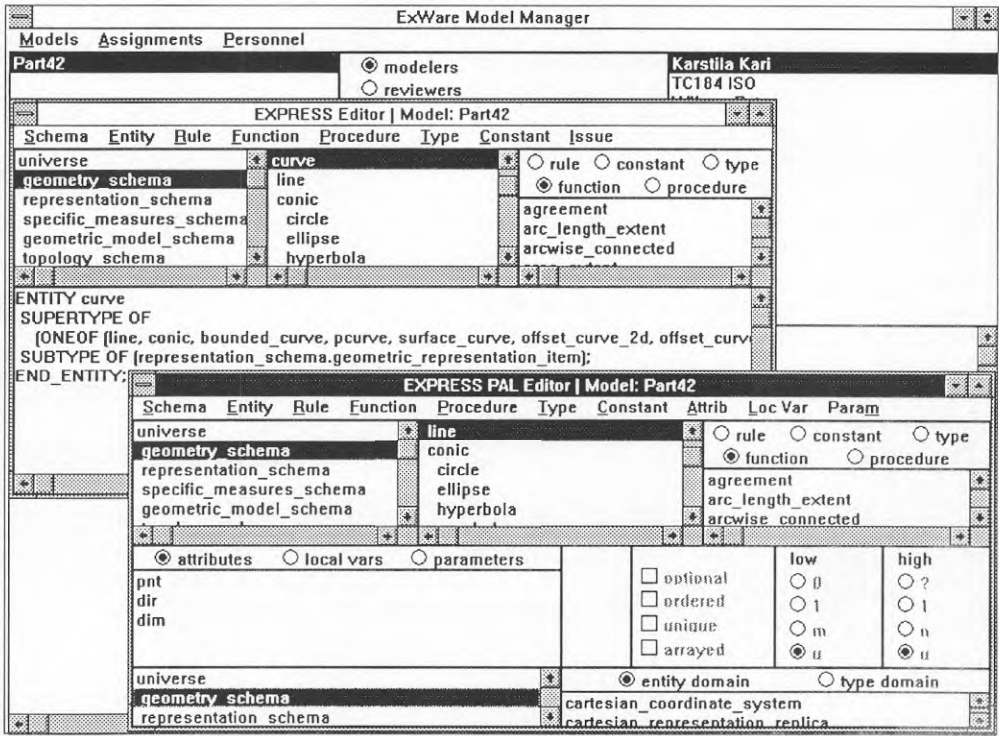 ExWare Model Manager
Models Assignments Personnel
Part42
modelers
reviewers
Karstila Kari
TC184 ISO
EXPRESS Editor | Model: Part42
Schema Entity Rule Function Procedure Type Constant Issue
universe
geometry_schema
representation_schema
specific_measures_schema
geometric_model_schema
topology_schema
curve
line
conic
circle
ellipse
hyperbola
rule constant type
function procedure
agreement
arc_length_extent
arcwise_connected
ENTITY curve
SUPERTYPE OF
(ONEOF (line, conic, bounded_curve, pcurve, surface_curve, offset_curve_2d, offset_curv
SUBTYPE OF (representation_schema.geometric_representation_item);
END_ENTITY;
EXPRESS PAL Editor | Model: Part42
Schema Entity Rule Function Procedure Type Constant Attrib Loc Var Param
universe
geometry_schema
representation_schema
specific_measures_schema
geometric_model_schema
line
conic
circle
ellipse
hyperbola
rule constant type
function procedure
agreement
arc_length_extent
arcwise_connected
attributes local vars parameters
pnt
dir
dim
optional
ordered
unique
arrayed
low
0
1
m
u
high
?
1
n
u
universe
geometry_schema
representation_schema
entity domain type domain
cartesian_coordinate_system
cartesian_representation_replica